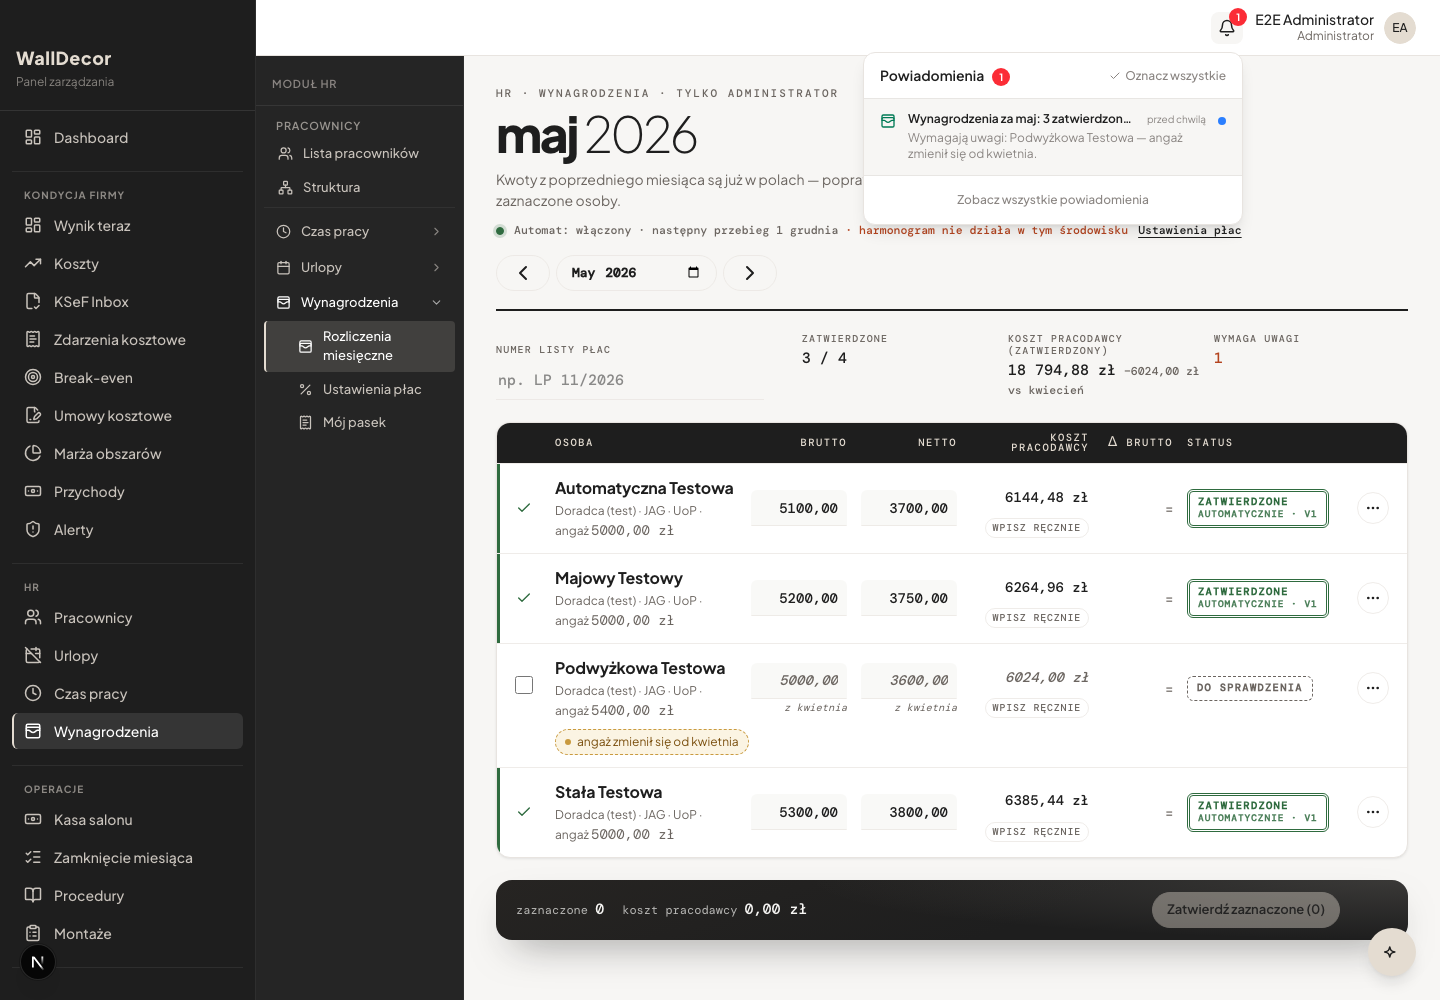 WallDecor
Panel zarządzania
Dashboard
KONDYCJA FIRMY
Wynik teraz
Koszty
KSeF Inbox
Zdarzenia kosztowe
Break-even
Umowy kosztowe
Marża obszarów
Przychody
Alerty
HR
Pracownicy
Urlopy
Czas pracy
Wynagrodzenia
OPERACJE
Kasa salonu
Zamknięcie miesiąca
Procedury
Montaże
N
MODUŁ HR
PRACOWNICY
Lista pracowników
Struktura
Czas pracy
Urlopy
Wynagrodzenia
Rozliczenia
miesięczne
Ustawienia płac
Mój pasek
1
E2E Administrator
Administrator
EA
Powiadomienia 1
Oznacz wszystkie
Wynagrodzenia za maj: 3 zatwierdzon…
przed chwilą
Wymagają uwagi: Podwyżkowa Testowa — angaż
zmienił się od kwietnia.
Zobacz wszystkie powiadomienia
HR · WYNAGRODZENIA · TYLKO ADMINISTRATOR
maj 2026
Kwoty z poprzedniego miesiąca są już w polach — popra
zaznaczone osoby.
Automat: włączony · następny przebieg 1 grudnia · harmonogram nie działa w tym środowisku Ustawienia płac
May 2026
NUMER LISTY PŁAC
np. LP 11/2026
ZATWIERDZONE
3 / 4
KOSZT PRACODAWCY
(ZATWIERDZONY)
18 794,88 zł −6024,00 zł
vs kwiecień
WYMAGA UWAGI
1
OSOBA BRUTTO NETTO KOSZT PRACODAWCY Δ BRUTTO STATUS
Automatyczna Testowa
Doradca (test) · JAG · UoP ·
angaż 5000,00 zł
5100,00
3700,00
6144,48 zł
WPISZ RĘCZNIE
=
ZATWIERDZONE
AUTOMATYCZNIE · V1
Majowy Testowy
Doradca (test) · JAG · UoP ·
angaż 5000,00 zł
5200,00
3750,00
6264,96 zł
WPISZ RĘCZNIE
=
ZATWIERDZONE
AUTOMATYCZNIE · V1
Podwyżkowa Testowa
Doradca (test) · JAG · UoP ·
angaż 5400,00 zł
angaż zmienił się od kwietnia
5000,00
z kwietnia
3600,00
z kwietnia
6024,00 zł
WPISZ RĘCZNIE
=
DO SPRAWDZENIA
Stała Testowa
Doradca (test) · JAG · UoP ·
angaż 5000,00 zł
5300,00
3800,00
6385,44 zł
WPISZ RĘCZNIE
=
ZATWIERDZONE
AUTOMATYCZNIE · V1
zaznaczone 0 koszt pracodawcy 0,00 zł
Zatwierdź zaznaczone (0)